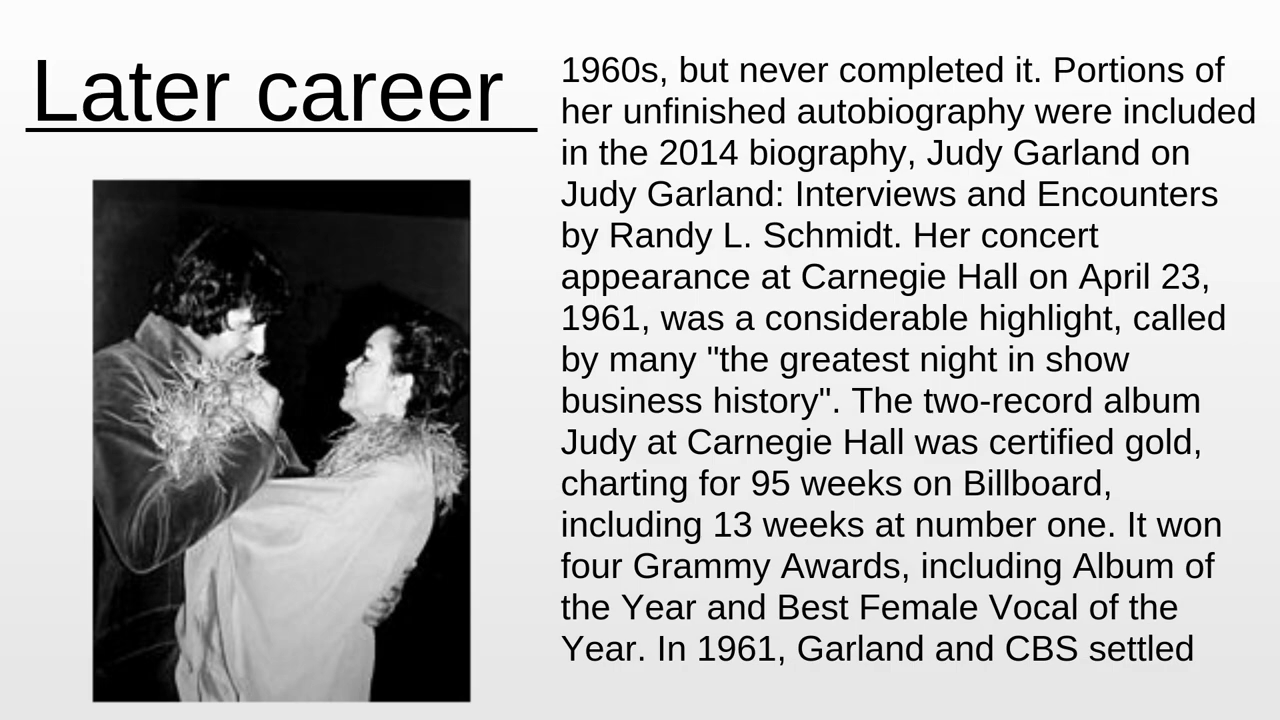 Later career
1960s, but never completed it. Portions of
her unfinished autobiography were included
in the 2014 biography, Judy Garland on
Judy Garland: Interviews and Encounters
by Randy L. Schmidt. Her concert
appearance at Carnegie Hall on April 23,
1961, was a considerable highlight, called
by many "the greatest night in show
business history". The two-record album
Judy at Carnegie Hall was certified gold,
charting for 95 weeks on Billboard,
including 13 weeks at number one. It won
four Grammy Awards, including Album of
the Year and Best Female Vocal of the
Year. In 1961, Garland and CBS settled